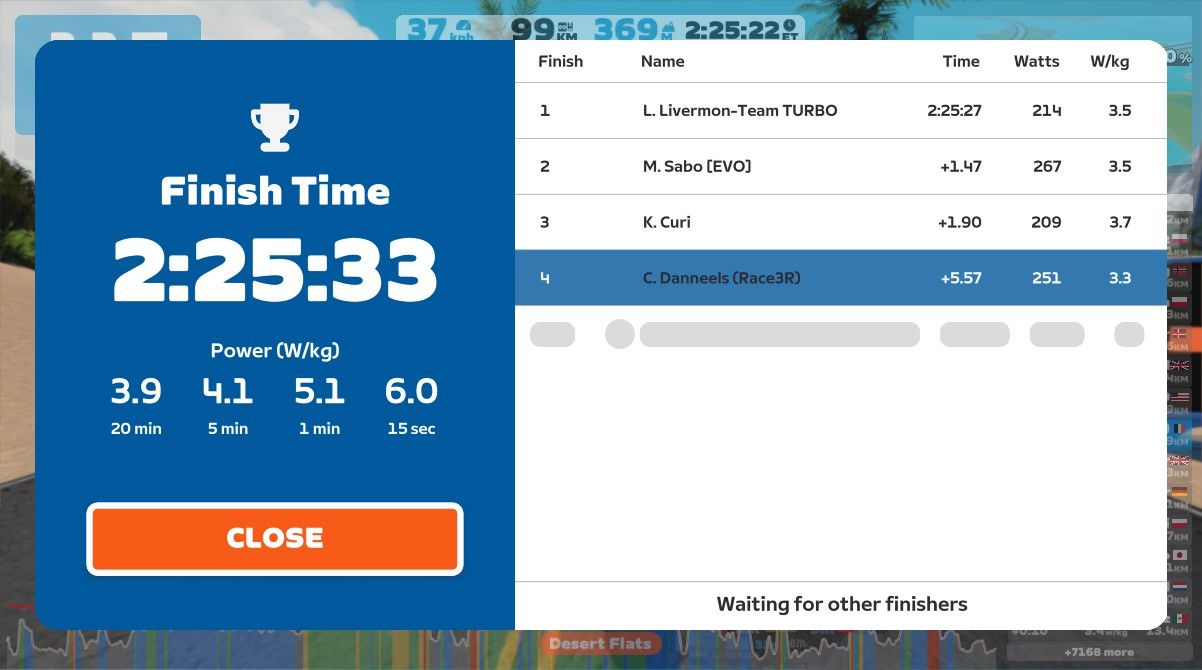 37 kph 99 KM 369 M 2:25:22 ET
Finish Name Time Watts W/kg
1 L. Livermon-Team TURBO 2:25:27 214 3.5
2 M. Sabo [EVO] +1.47 267 3.5
3 K. Curi +1.90 209 3.7
4 C. Danneels (Race3R) +5.57 251 3.3
Finish Time
2:25:33
Power (W/kg)
3.9 4.1 5.1 6.0
20 min 5 min 1 min 15 sec
CLOSE
Waiting for other finishers
Desert Flats
+7168 more